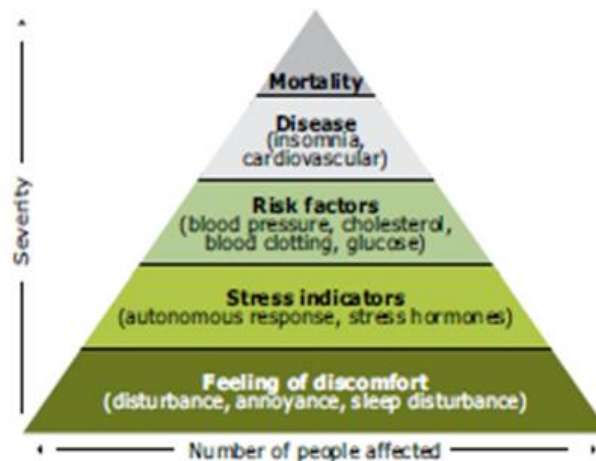 Mortality
Disease
(insomnia,
cardiovascular)
Risk factors
(blood pressure, cholesterol,
blood clotting, glucose)
Stress indicators
(autonomous response, stress hormones)
Feeling of discomfort
(disturbance, annoyance, sleep disturbance)
Severity
Number of people affected